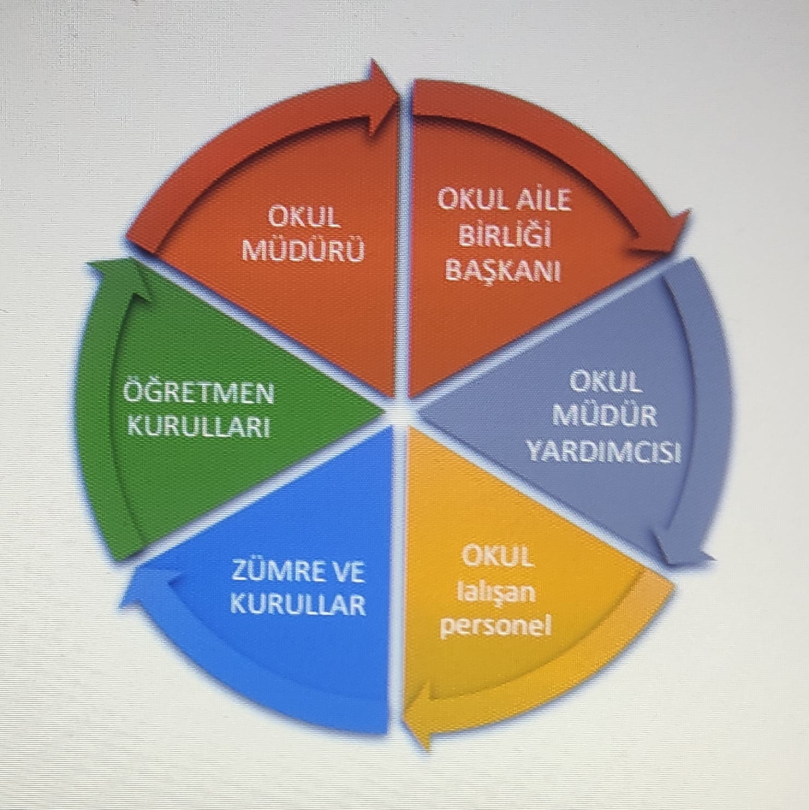 OKUL
MÜDÜRÜ
OKUL AİLE
BİRLİĞİ
BAŞKANI
OKUL
MÜDÜR
YARDIMCISI
OKUL
lalışan
personel
ZÜMRE VE
KURULLAR
ÖĞRETMEN
KURULLARI